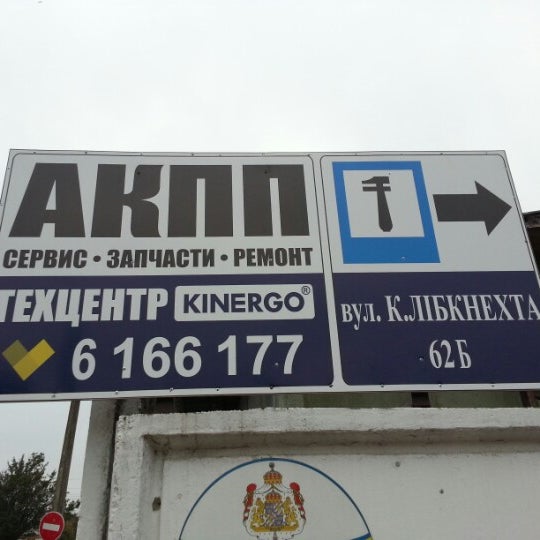 АКПП
СЕРВИС • ЗАПЧАСТИ • РЕМОНТ
ТЕХЦЕНТР KINERGO®
6 166 177
вул. К.ЛІБКНЕХТА
62Б